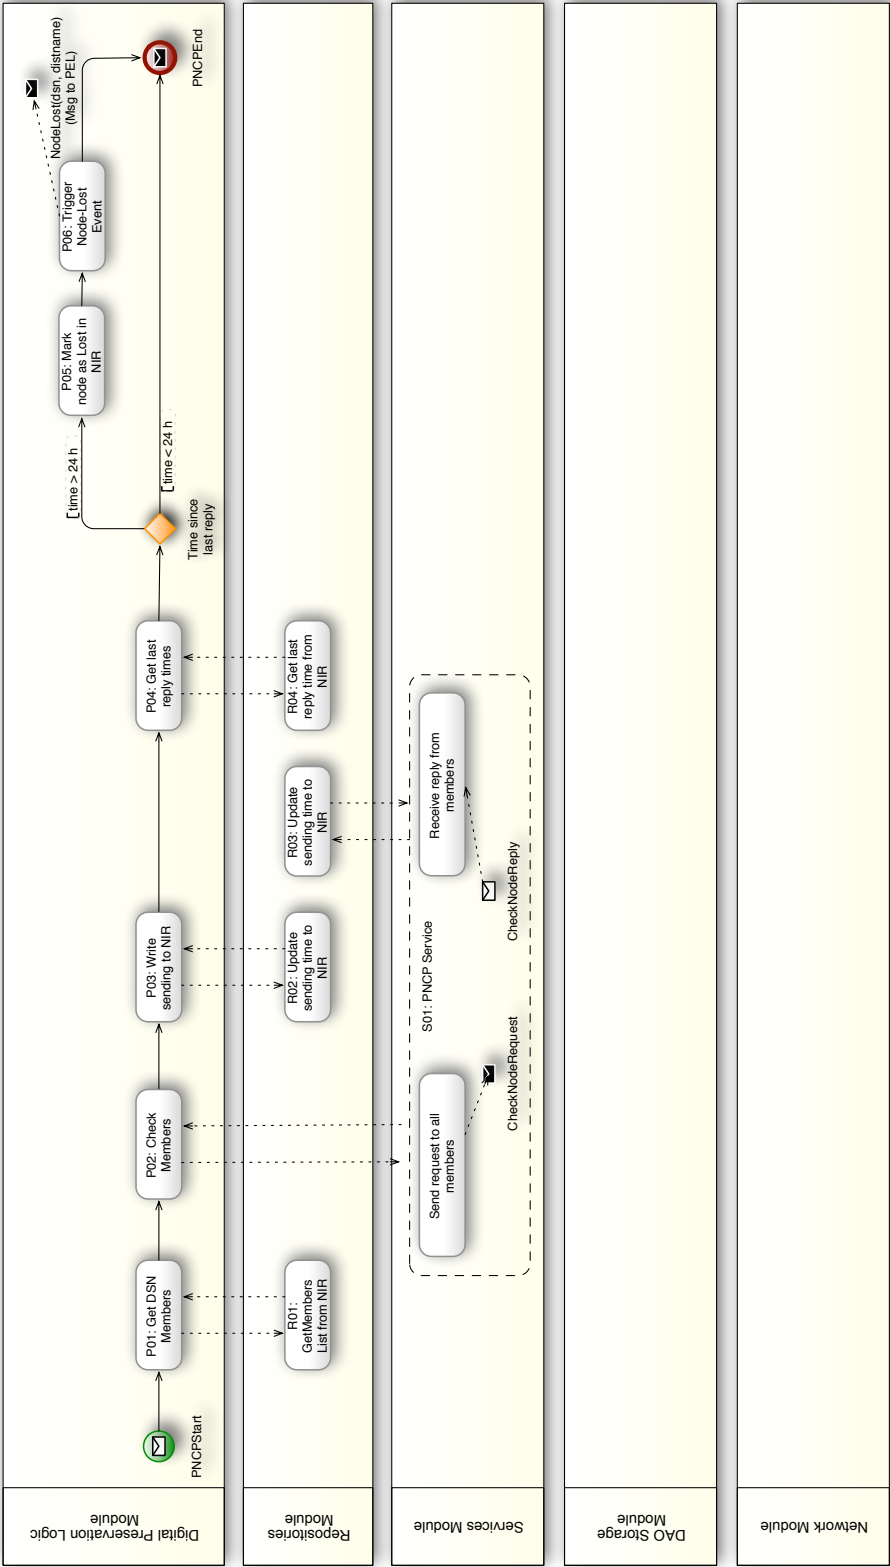 Digital Preservation Logic
Module
PNCPStart
P01: Get DSN
Members
P02: Check
Members
P03: Write
sending to NIR
P04: Get last
reply times
Time since
last reply
time > 24 h
time < 24 h
P05: Mark
node as Lost in
NIR
P06: Trigger
Node-Lost
Event
NodeLost(dsn, distname)
(Msg to PEL)
PNCPEnd
Repositories
Module
R01:
GetMembers
List from NIR
R02: Update
sending time to
NIR
R03: Update
sending time to
NIR
R04: Get last
reply time from
NIR
Services Module
Send request to all
members
CheckNodeRequest
S01: PNCP Service
CheckNodeReply
Receive reply from
members
DAO Storage
Module
Network Module